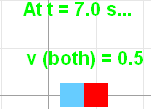 At t = 7.0 s...
v (both) = 0.5